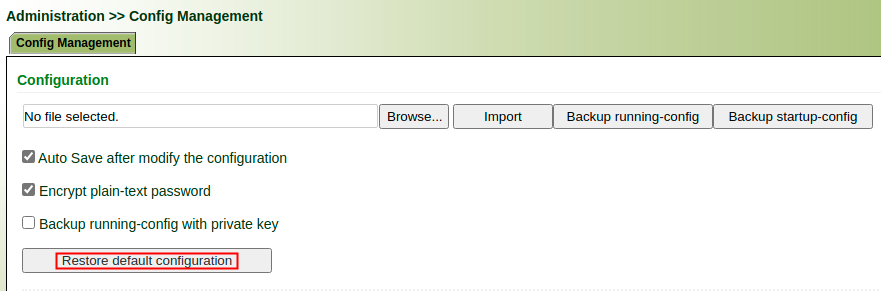 Administration >> Config Management
Config Management
Configuration
No file selected. Browse... Import Backup running-config Backup startup-config
Auto Save after modify the configuration
Encrypt plain-text password
Backup running-config with private key
Restore default configuration